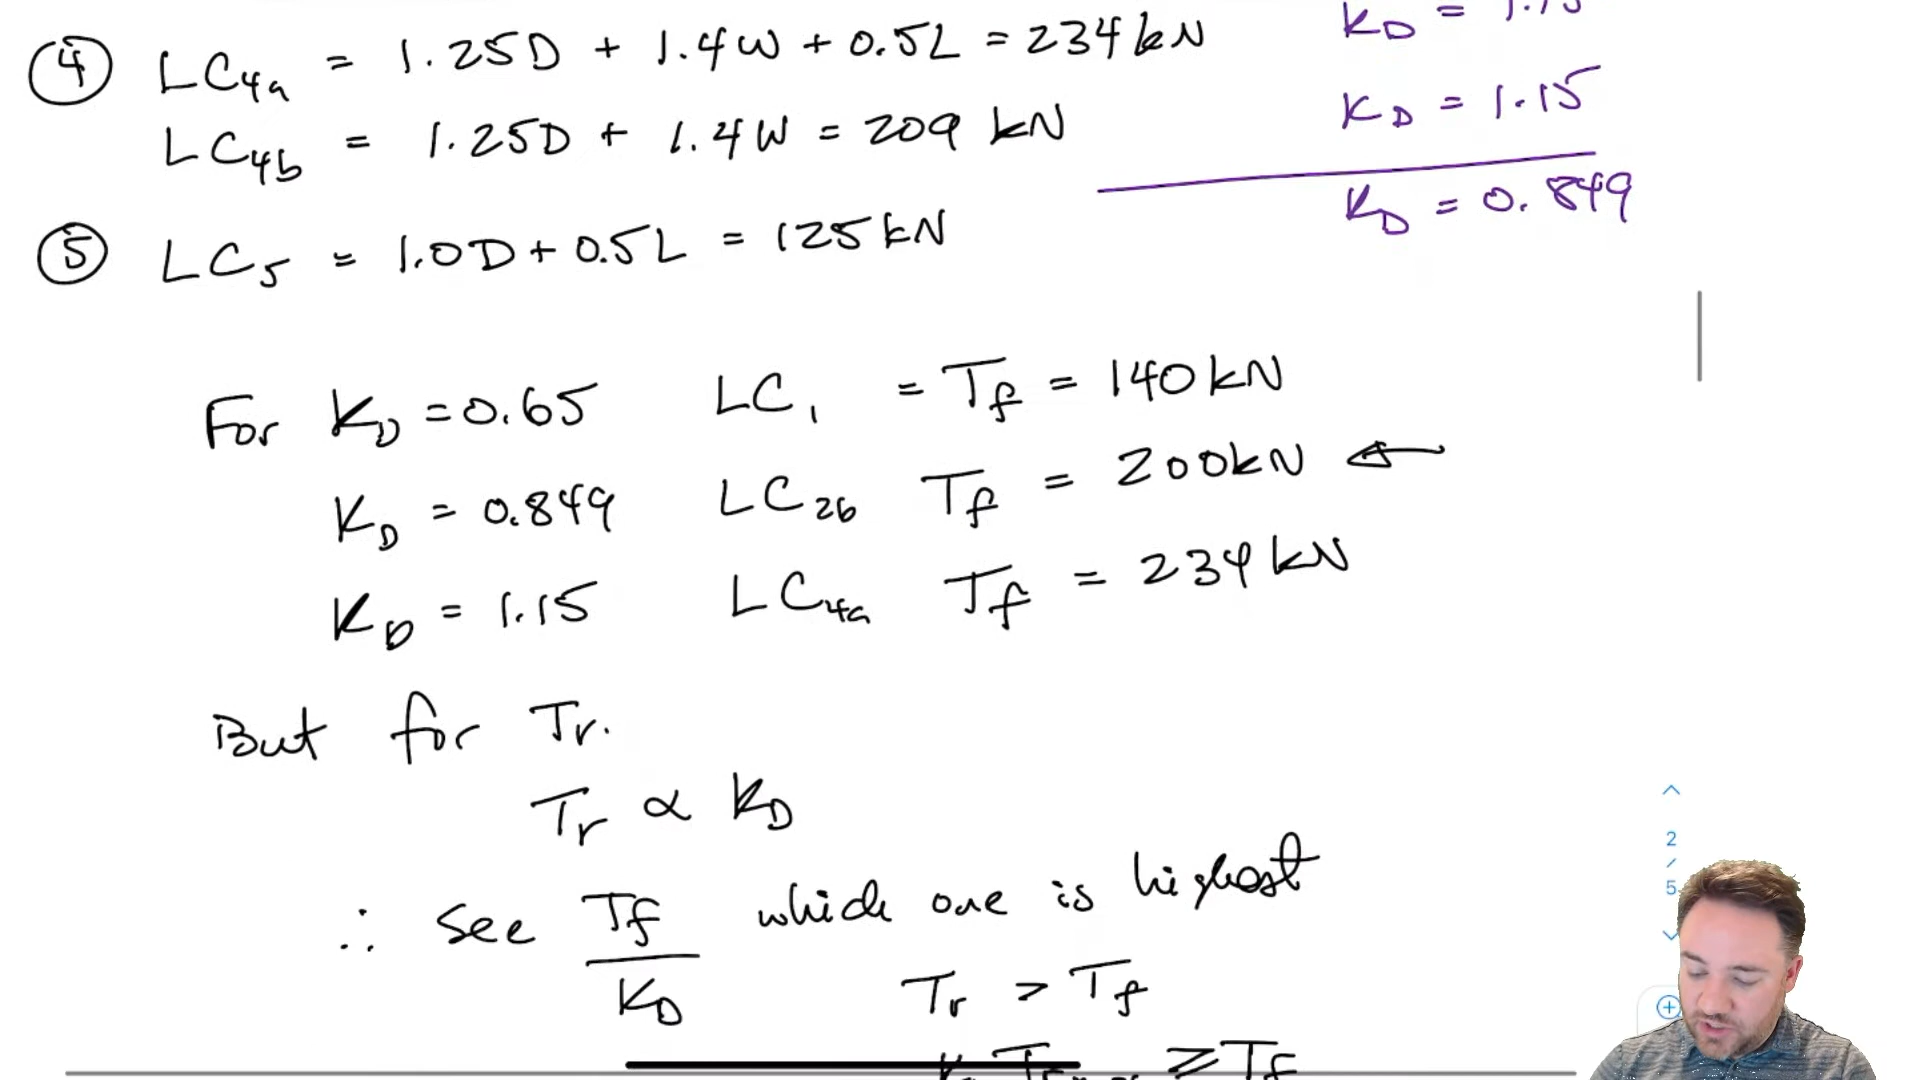 ④ LC4a = 1.25D + 1.4W + 0.5L = 234 kN
KD = 1.15
LC4b = 1.25D + 1.4W = 209 kN
KD = 0.849
⑤ LC5 = 1.0D + 0.5L = 125 kN
For KD = 0.65 LC1 = Tf = 140 kN
KD = 0.849 LC2b Tf = 200 kN ←
KD = 1.15 LC4a Tf = 234 kN
But for Tr.
Tr ∝ KD
∴ see Tf/KD which one is highest
Tr > Tf
≥ Tf
2
/
5